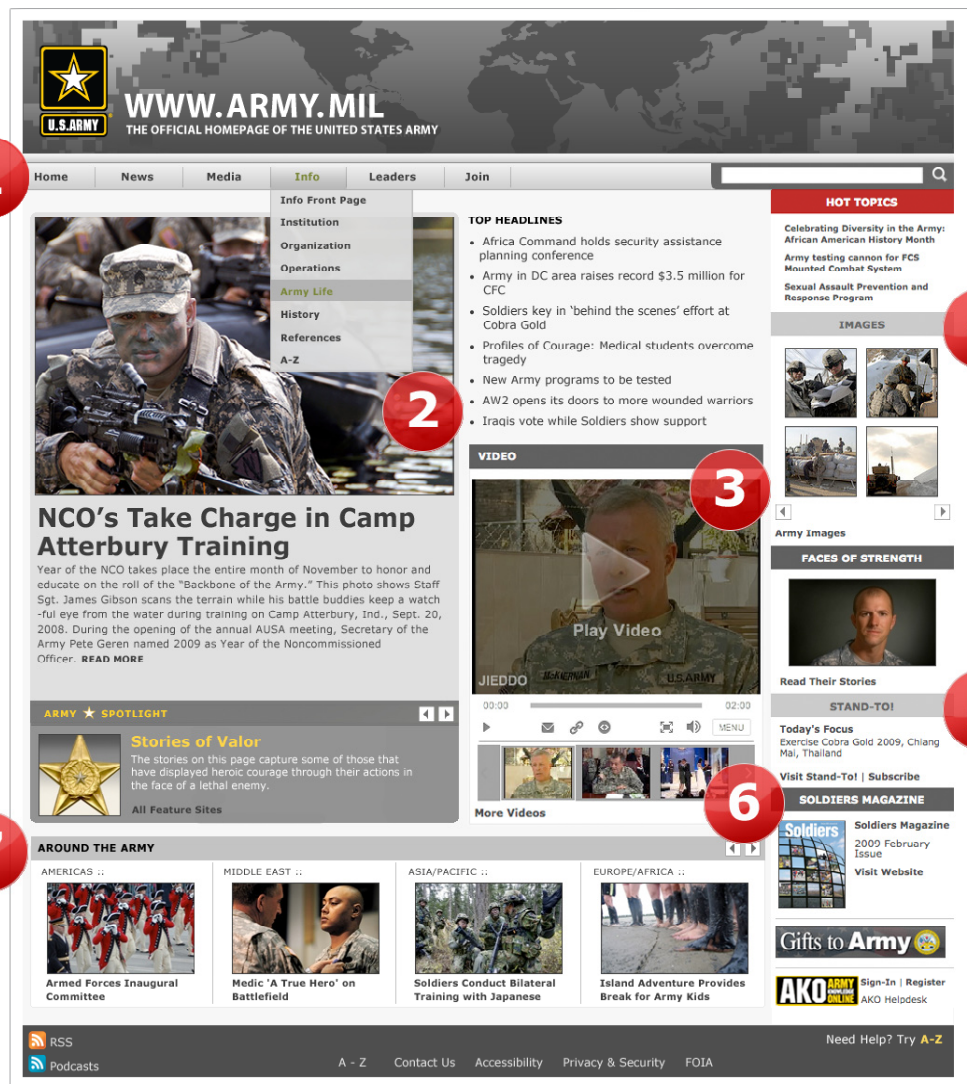 U.S.ARMY
WWW.ARMY.MIL
THE OFFICIAL HOMEPAGE OF THE UNITED STATES ARMY
Home News Media Info Leaders Join
Info Front Page
Institution
Organization
Operations
Army Life
History
References
A-Z
2
NCO's Take Charge in Camp
Atterbury Training
Year of the NCO takes place the entire month of November to honor and
educate on the roll of the "Backbone of the Army." This photo shows Staff
Sgt. James Gibson scans the terrain while his battle buddies keep a watch
-ful eye from the water during training on Camp Atterbury, Ind., Sept. 20,
2008. During the opening of the annual AUSA meeting, Secretary of the
Army Pete Geren named 2009 as Year of the Noncommissioned
Officer. READ MORE
ARMY SPOTLIGHT
Stories of Valor
The stories on this page capture some of those that
have displayed heroic courage through their actions in
the face of a lethal enemy.
All Feature Sites
TOP HEADLINES
• Africa Command holds security assistance
planning conference
• Army in DC area raises record $3.5 million for
CFC
• Soldiers key in 'behind the scenes' effort at
Cobra Gold
• Profiles of Courage: Medical students overcome
tragedy
• New Army programs to be tested
• AW2 opens its doors to more wounded warriors
• Iraqis vote while Soldiers show support
VIDEO
3
Play Video
JIEDDO
McKIERNAN
U.S.ARMY
00:00 02:00
MENU
More Videos
6
HOT TOPICS
Celebrating Diversity in the Army:
African American History Month
Army testing cannon for FCS
Mounted Combat System
Sexual Assault Prevention and
Response Program
IMAGES
Army Images
FACES OF STRENGTH
Read Their Stories
STAND-TO!
Today's Focus
Exercise Cobra Gold 2009, Chiang
Mai, Thailand
Visit Stand-To! | Subscribe
SOLDIERS MAGAZINE
Soldiers
Soldiers Magazine
2009 February
Issue
Visit Website
Gifts to Army
AKO ARMY KNOWLEDGE ONLINE
Sign-In | Register
AKO Helpdesk
AROUND THE ARMY
AMERICAS ::
Armed Forces Inaugural
Committee
MIDDLE EAST ::
Medic 'A True Hero' on
Battlefield
ASIA/PACIFIC ::
Soldiers Conduct Bilateral
Training with Japanese
EUROPE/AFRICA ::
Island Adventure Provides
Break for Army Kids
RSS
Podcasts
A - Z Contact Us Accessibility Privacy & Security FOIA
Need Help? Try A-Z